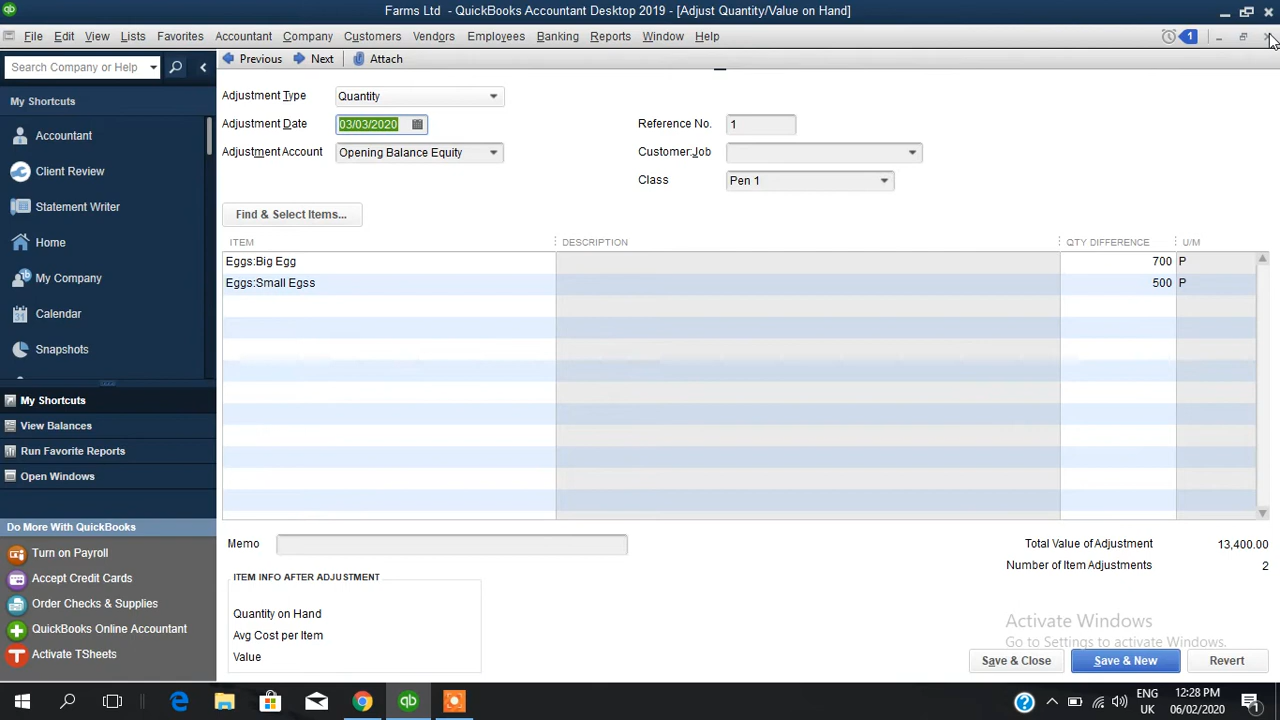 Farms Ltd - QuickBooks Accountant Desktop 2019 - [Adjust Quantity/Value on Hand]
File Edit View Lists Favorites Accountant Company Customers Vendors Employees Banking Reports Window Help 1
Search Company or Help
Previous Next Attach
My Shortcuts
Accountant
Client Review
Statement Writer
Home
My Company
Calendar
Snapshots
My Shortcuts
View Balances
Run Favorite Reports
Open Windows
Do More With QuickBooks
Turn on Payroll
Accept Credit Cards
Order Checks & Supplies
QuickBooks Online Accountant
Activate TSheets
Adjustment Type Quantity
Adjustment Date 03/03/2020 Reference No. 1
Adjustment Account Opening Balance Equity Customer:Job
Class Pen 1
Find & Select Items...
ITEM DESCRIPTION QTY DIFFERENCE U/M
Eggs:Big Egg 700 P
Eggs:Small Egss 500 P
Memo Total Value of Adjustment 13,400.00
Number of Item Adjustments 2
ITEM INFO AFTER ADJUSTMENT
Quantity on Hand
Avg Cost per Item
Value
Activate Windows
Go to Settings to activate Windows.
Save & Close Save & New Revert
ENG 12:28 PM
UK 06/02/2020 1